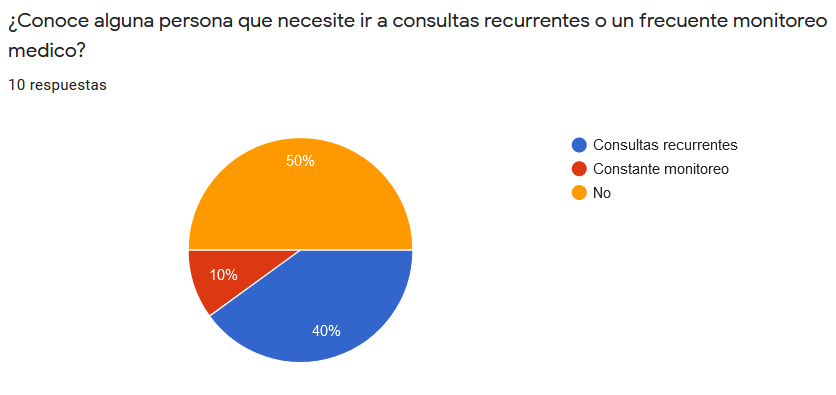 ¿Conoce alguna persona que necesite ir a consultas recurrentes o un frecuente monitoreo
medico?
10 respuestas
50%
10%
40%
Consultas recurrentes
Constante monitoreo
No